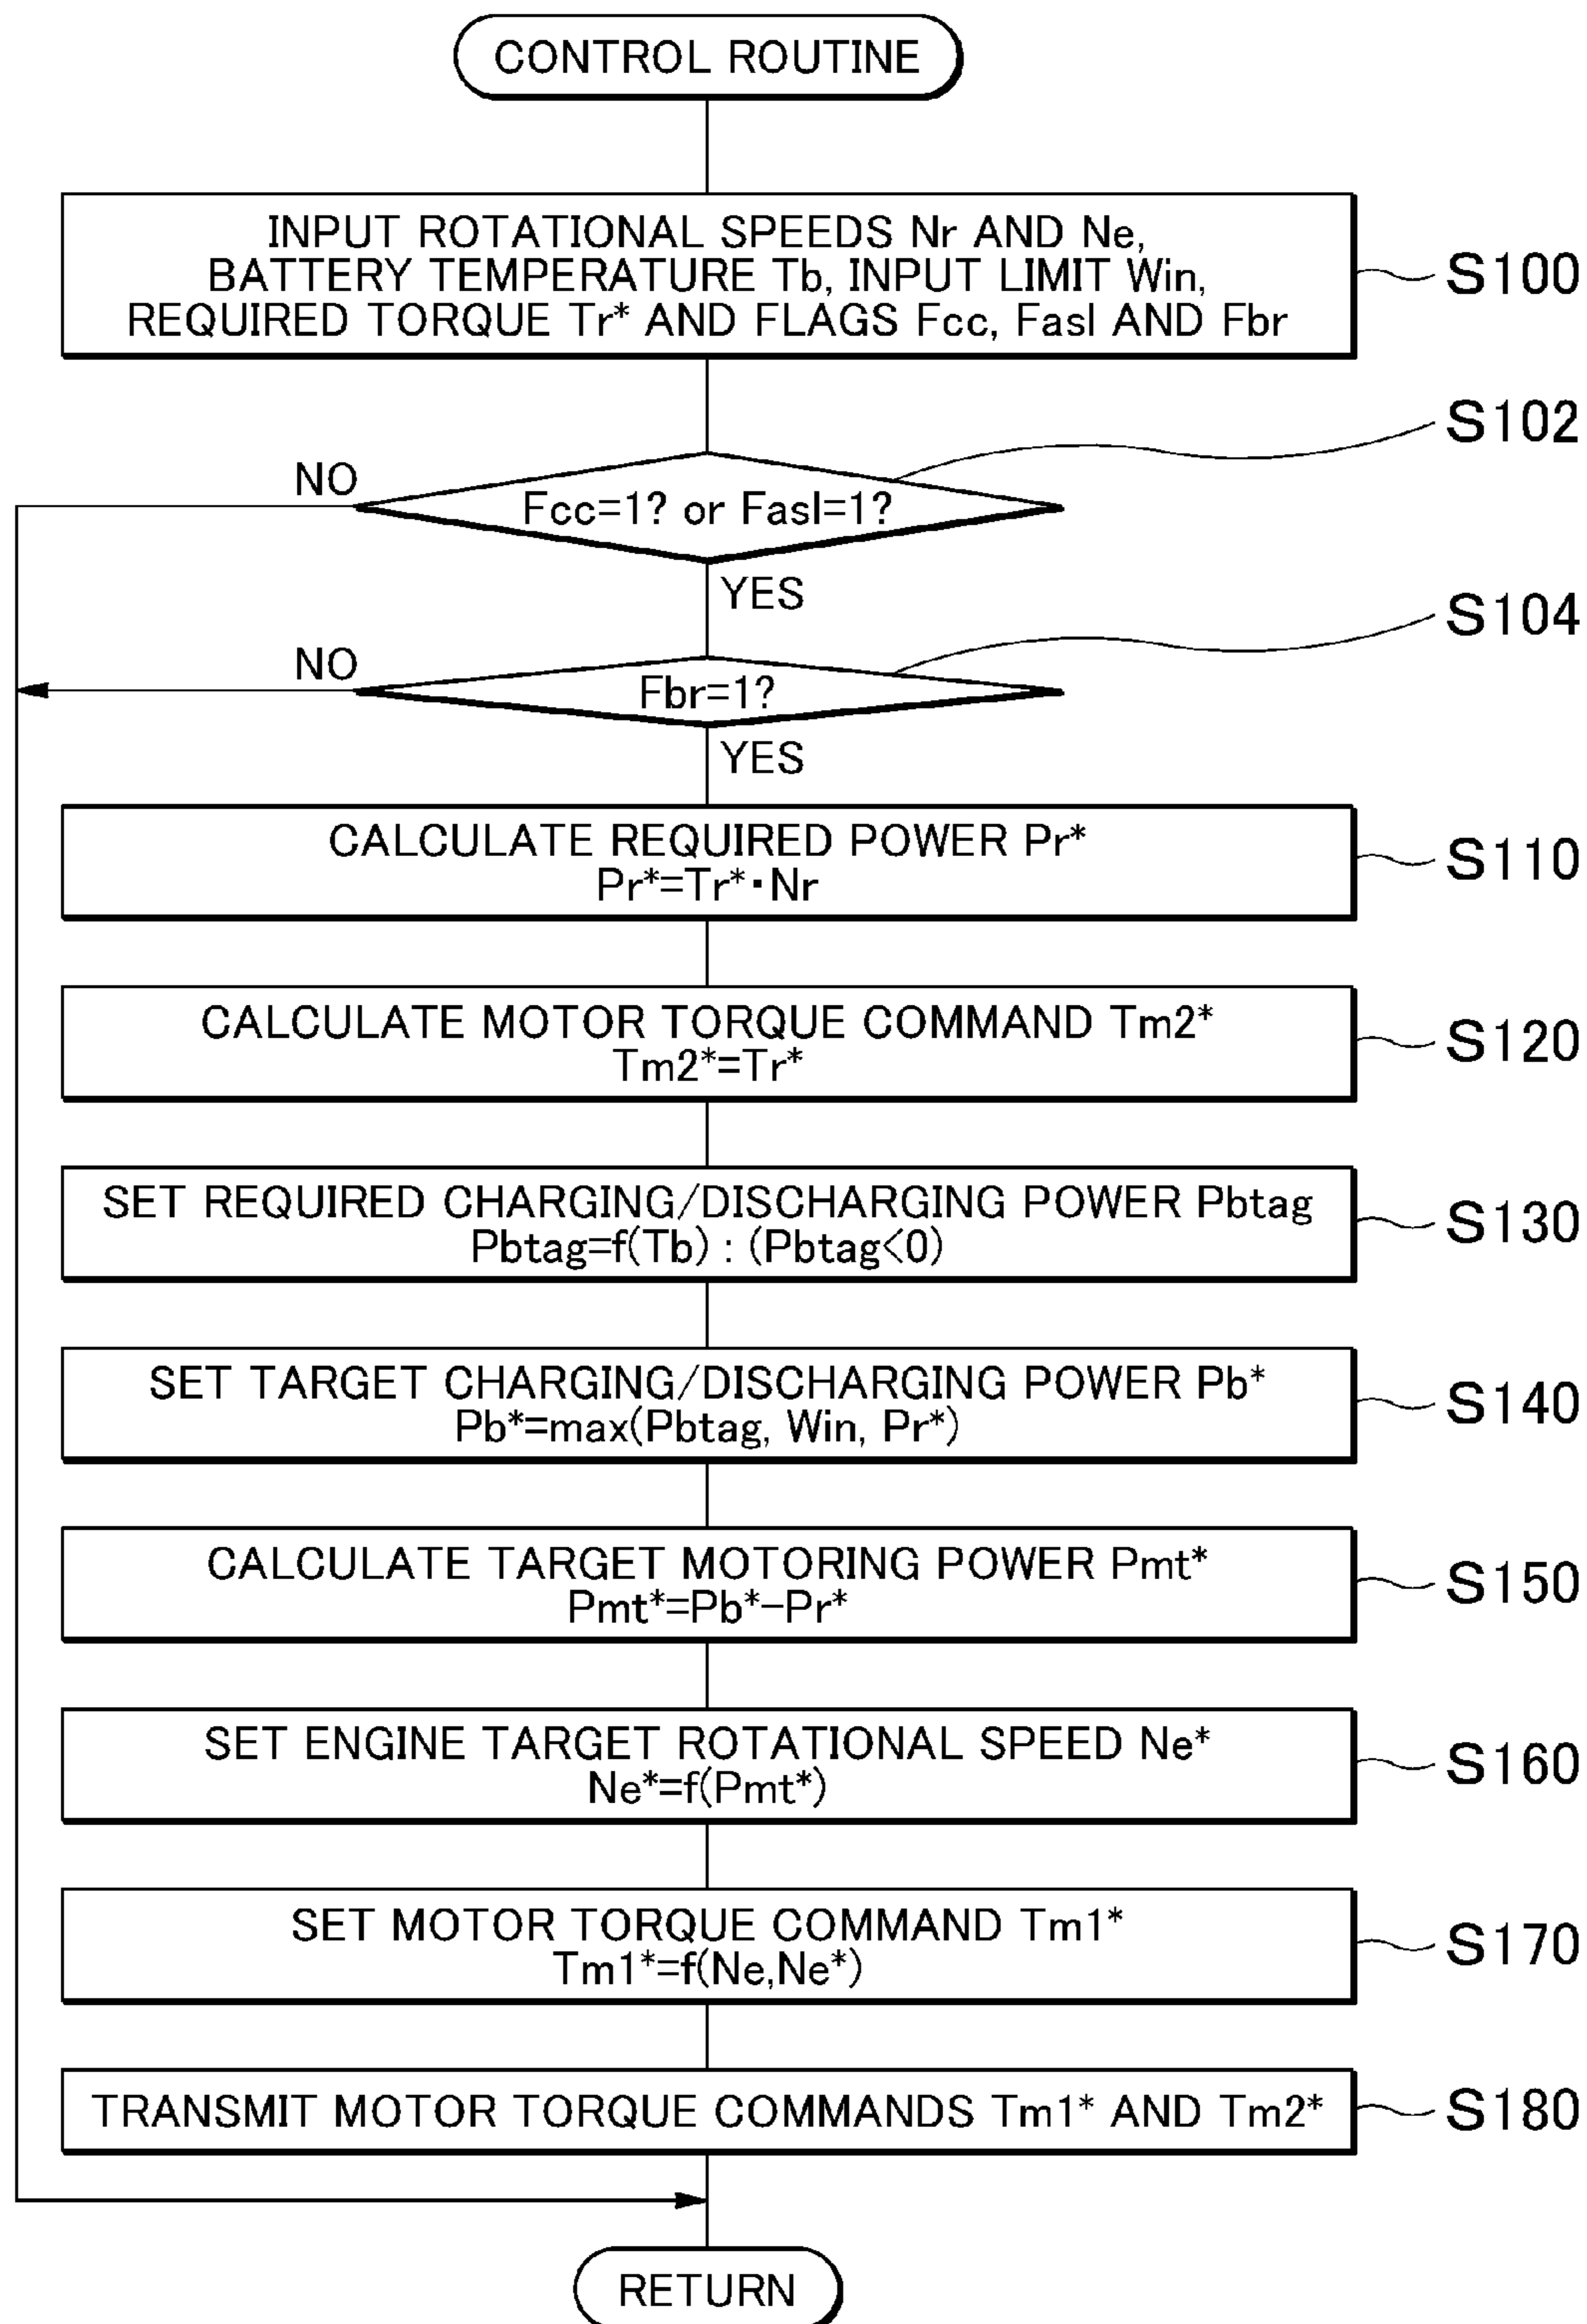 CONTROL ROUTINE
INPUT ROTATIONAL SPEEDS Nr AND Ne,
BATTERY TEMPERATURE Tb, INPUT LIMIT Win,
REQUIRED TORQUE Tr* AND FLAGS Fcc, Fasl AND Fbr
S100
S102
NO
Fcc=1? or Fasl=1?
YES
S104
NO
Fbr=1?
YES
CALCULATE REQUIRED POWER Pr*
Pr*=Tr*・Nr
S110
CALCULATE MOTOR TORQUE COMMAND Tm2*
Tm2*=Tr*
S120
SET REQUIRED CHARGING/DISCHARGING POWER Pbtag
Pbtag=f(Tb) : (Pbtag<0)
S130
SET TARGET CHARGING/DISCHARGING POWER Pb*
Pb*=max(Pbtag, Win, Pr*)
S140
CALCULATE TARGET MOTORING POWER Pmt*
Pmt*=Pb*−Pr*
S150
SET ENGINE TARGET ROTATIONAL SPEED Ne*
Ne*=f(Pmt*)
S160
SET MOTOR TORQUE COMMAND Tm1*
Tm1*=f(Ne,Ne*)
S170
TRANSMIT MOTOR TORQUE COMMANDS Tm1* AND Tm2*
S180
RETURN